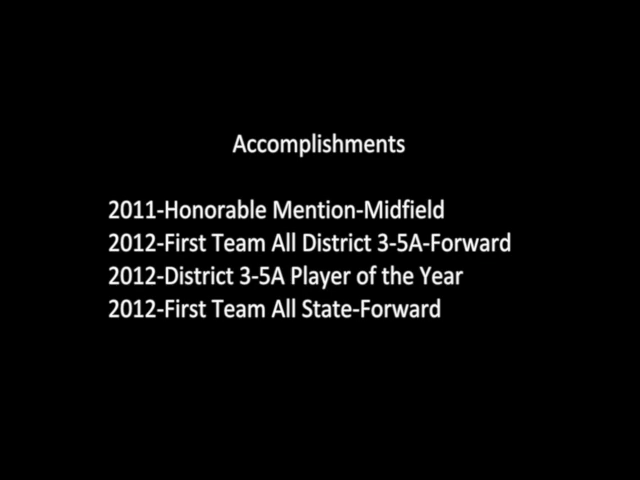 Accomplishments
2011-Honorable Mention-Midfield
2012-First Team All District 3-5A-Forward
2012-District 3-5A Player of the Year
2012-First Team All State-Forward